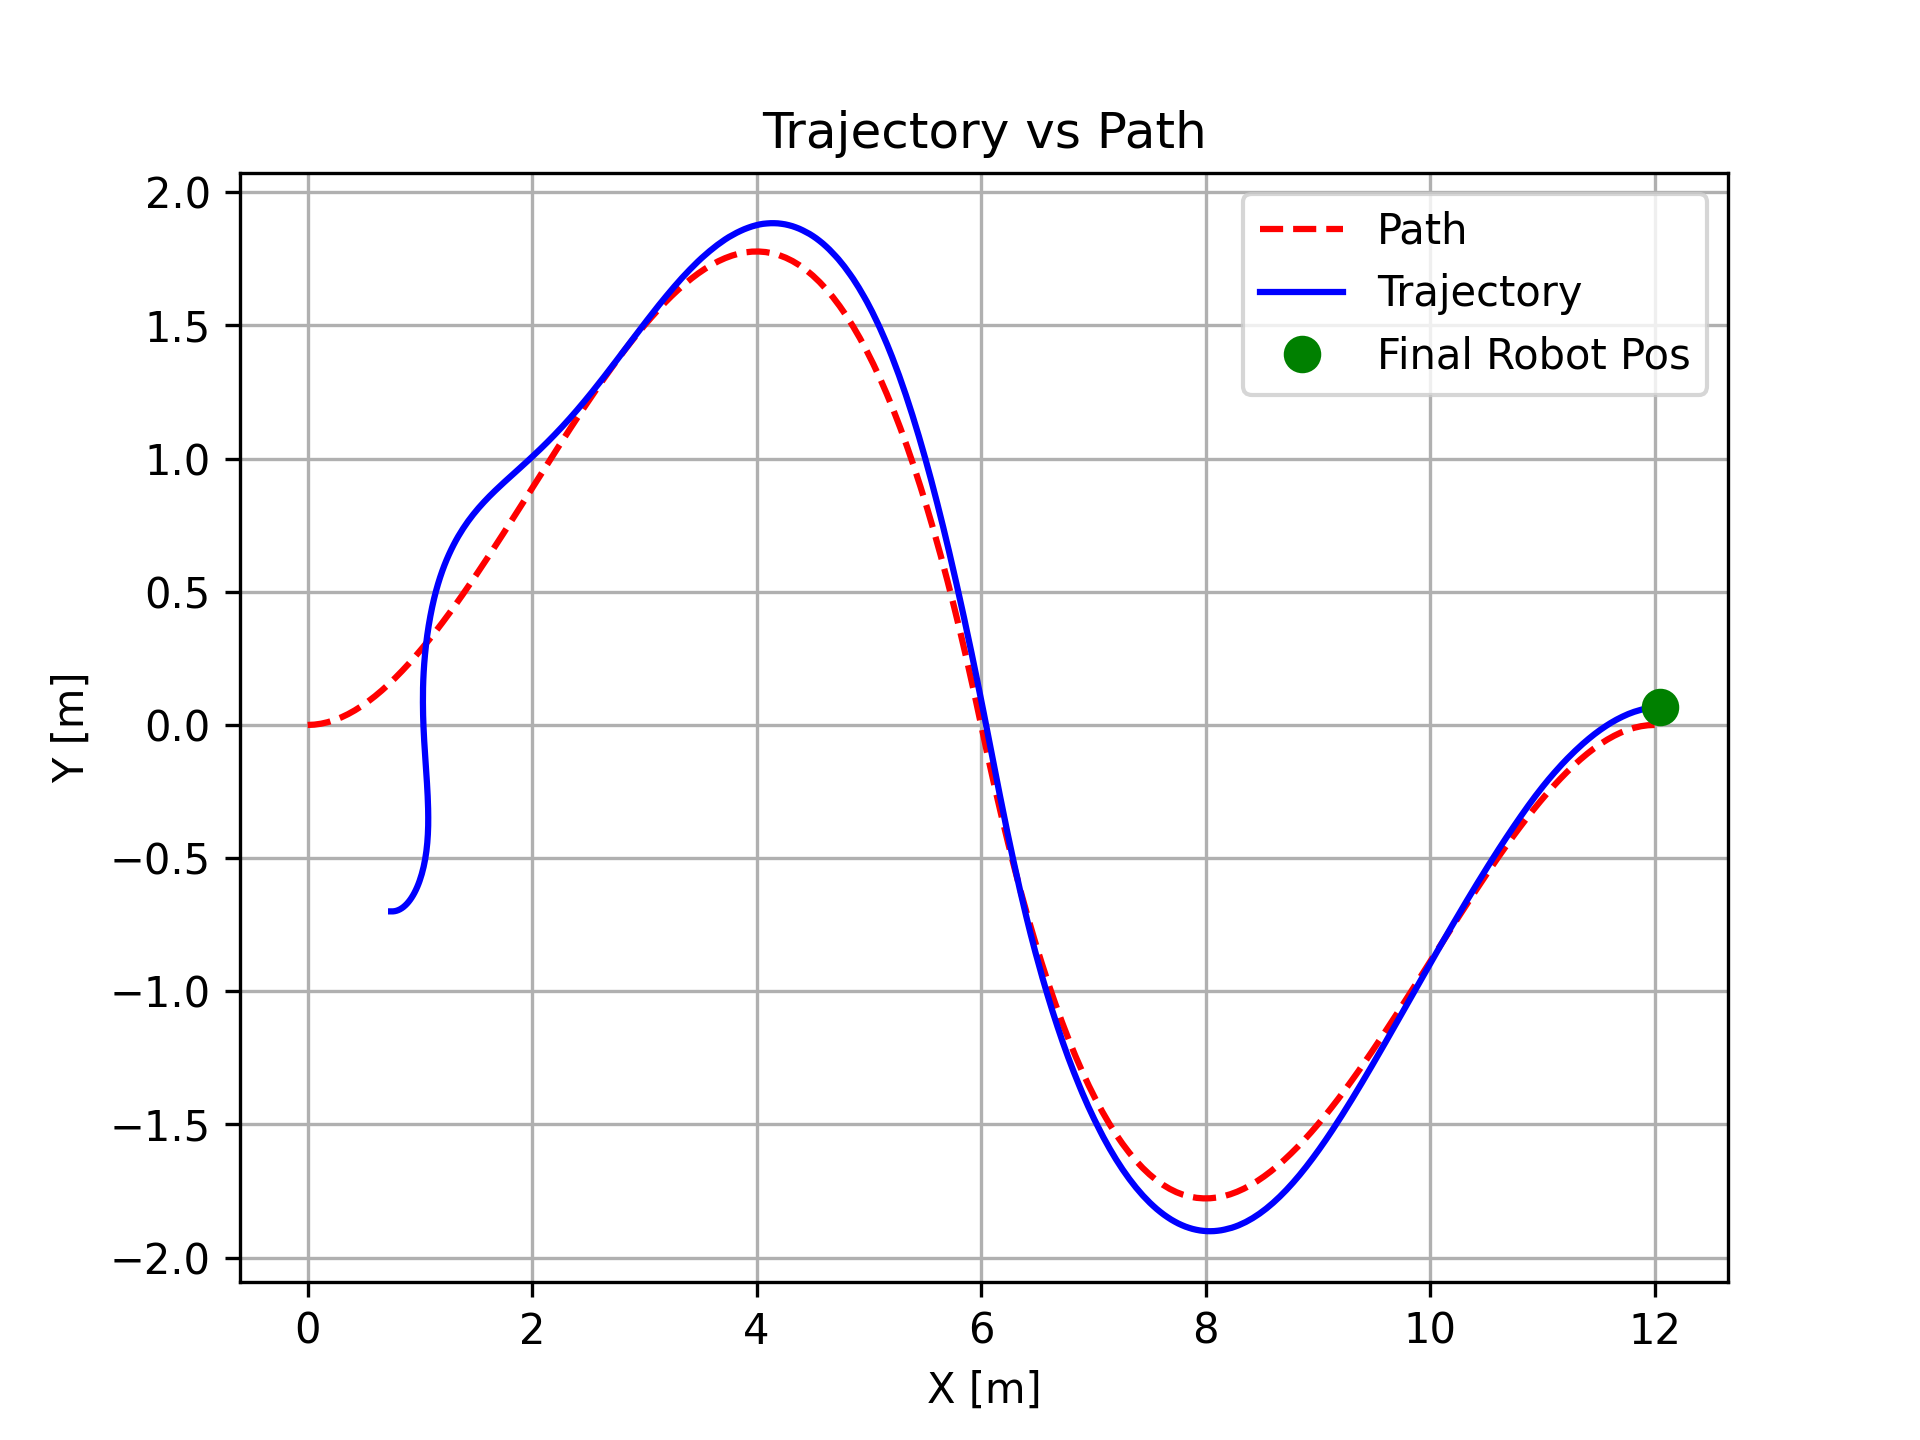 Trajectory vs Path
2.0
1.5
1.0
0.5
0.0
−0.5
−1.0
−1.5
−2.0
Y [m]
Path
Trajectory
Final Robot Pos
0 2 4 6 8 10 12
X [m]